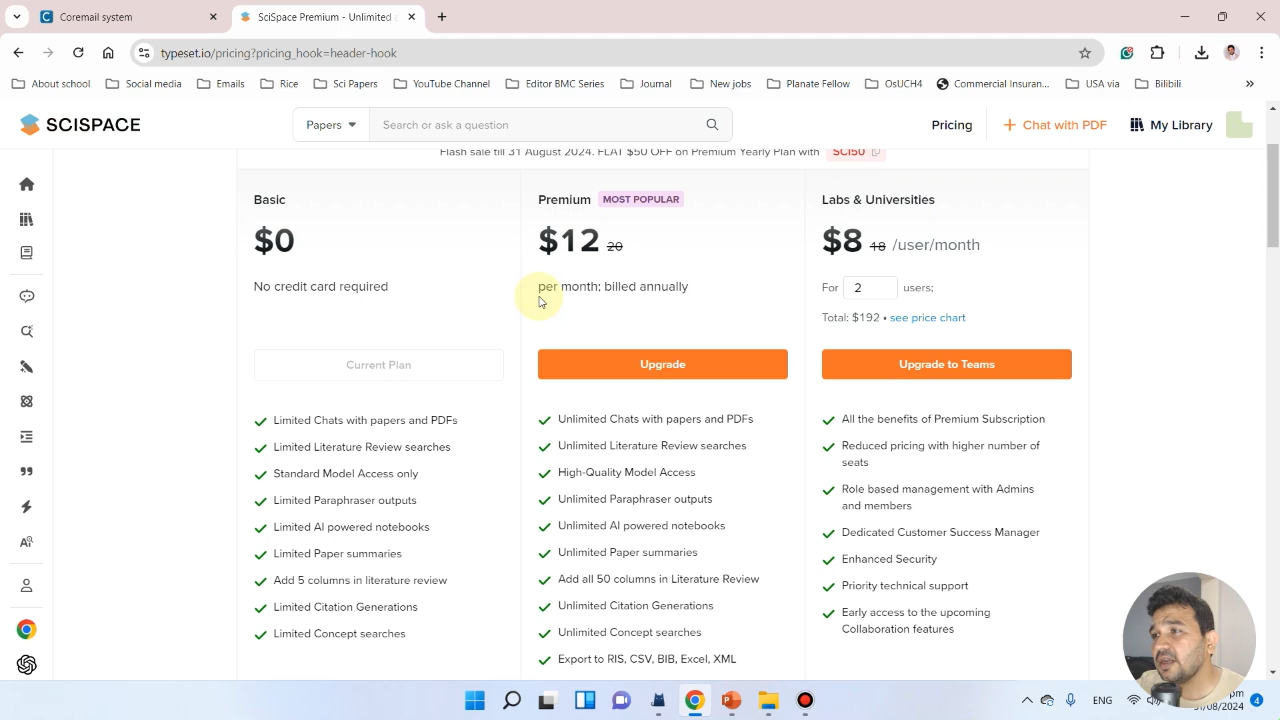 Coremail system
SciSpace Premium - Unlimited
typeset.io/pricing?pricing_hook=header-hook
About school
Social media
Emails
Rice
Sci Papers
YouTube Channel
Editor BMC Series
Journal
New jobs
Planate Fellow
OsUCH4
Commercial Insuran...
USA via
Bilibili
»
SCISPACE
Papers
Search or ask a question
Pricing
+ Chat with PDF
My Library
Flash sale till 31 August 2024. FLAT $50 OFF on Premium Yearly Plan with SCI50
Basic
$0
No credit card required
Current Plan
Limited Chats with papers and PDFs
Limited Literature Review searches
Standard Model Access only
Limited Paraphraser outputs
Limited AI powered notebooks
Limited Paper summaries
Add 5 columns in literature review
Limited Citation Generations
Limited Concept searches
Premium MOST POPULAR
$12 20
per month; billed annually
Upgrade
Unlimited Chats with papers and PDFs
Unlimited Literature Review searches
High-Quality Model Access
Unlimited Paraphraser outputs
Unlimited AI powered notebooks
Unlimited Paper summaries
Add all 50 columns in Literature Review
Unlimited Citation Generations
Unlimited Concept searches
Export to RIS, CSV, BIB, Excel, XML
Labs & Universities
$8 18 /user/month
For 2 users;
Total: $192 • see price chart
Upgrade to Teams
All the benefits of Premium Subscription
Reduced pricing with higher number of
seats
Role based management with Admins
and members
Dedicated Customer Success Manager
Enhanced Security
Priority technical support
Early access to the upcoming
Collaboration features
ENG
pm
/08/2024
4